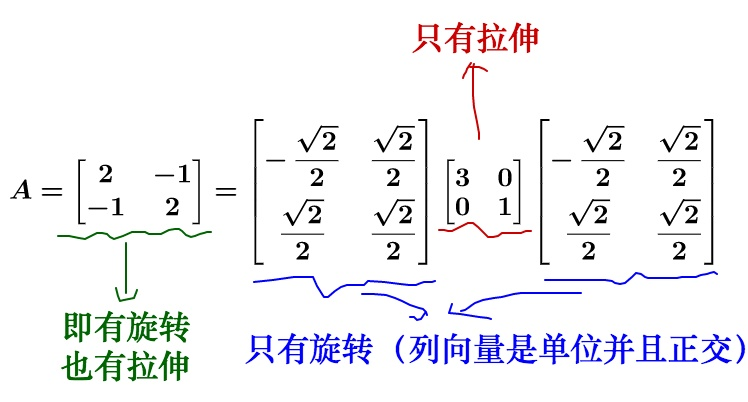 只有拉伸
A = [2 -1; -1 2] = [-√2/2 √2/2; √2/2 √2/2] [3 0; 0 1] [-√2/2 √2/2; √2/2 √2/2]
即有旋转
也有拉伸
只有旋转（列向量是单位并且正交）